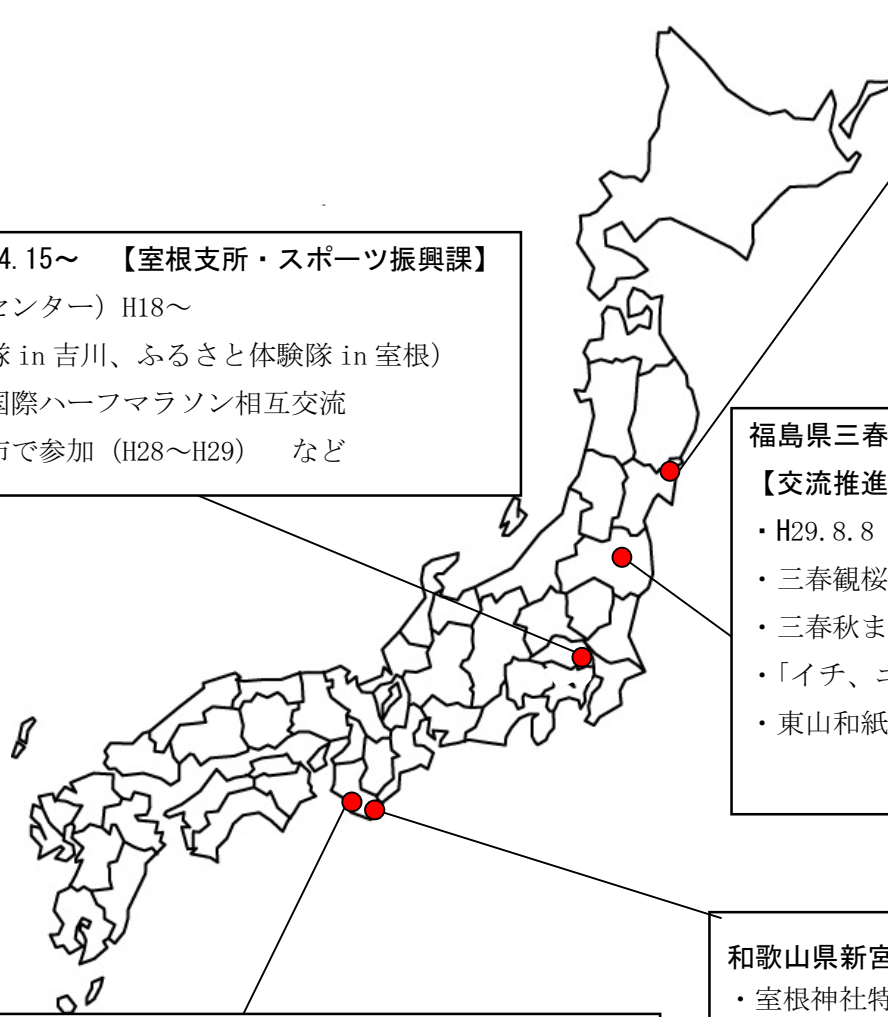 4.15～　【室根支所・スポーツ振興課】
センター）H18～
隊 in 吉川、ふるさと体験隊 in 室根）
国際ハーフマラソン相互交流
市で参加（H28～H29）　など
福島県三春
【交流推進
・H29.8.8
・三春観桜
・三春秋ま
・「イチ、ニ
・東山和紙
和歌山県新宮
・室根神社特